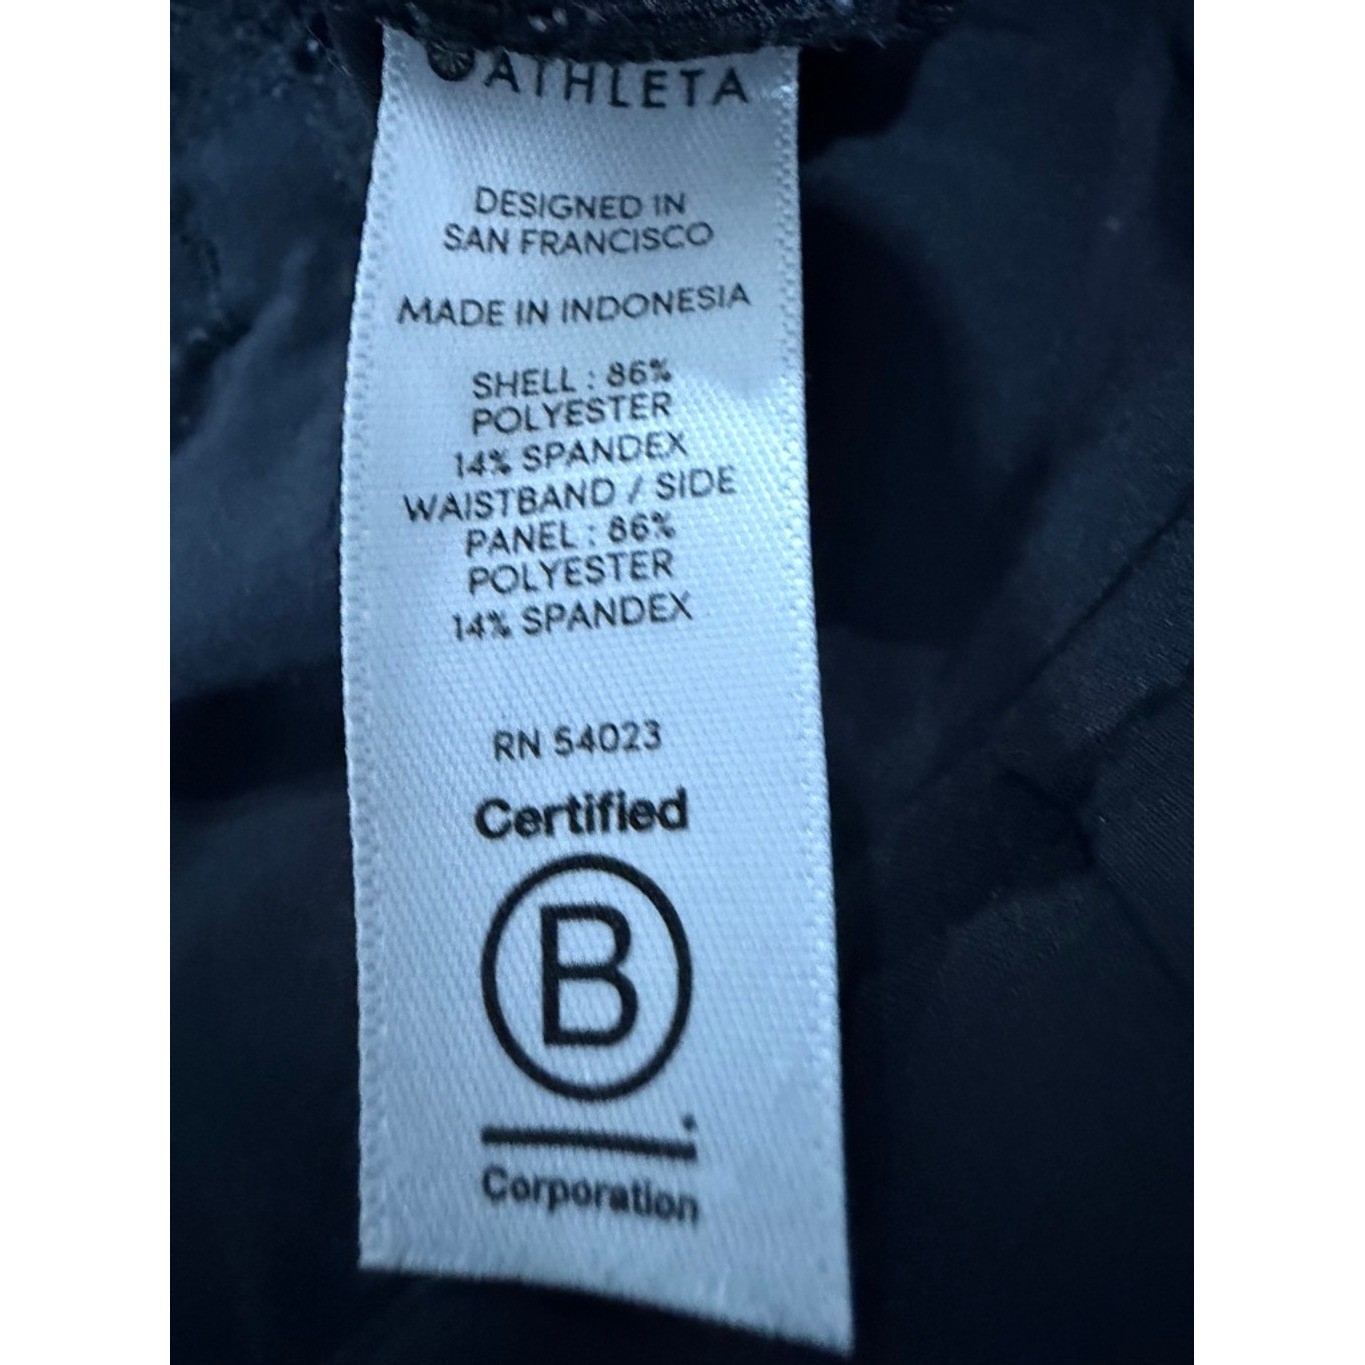 ATHLETA
DESIGNED IN
SAN FRANCISCO
MADE IN INDONESIA
SHELL : 86%
POLYESTER
14% SPANDEX
WAISTBAND / SIDE
PANEL : 86%
POLYESTER
14% SPANDEX
RN 54023
Certified
B
Corporation